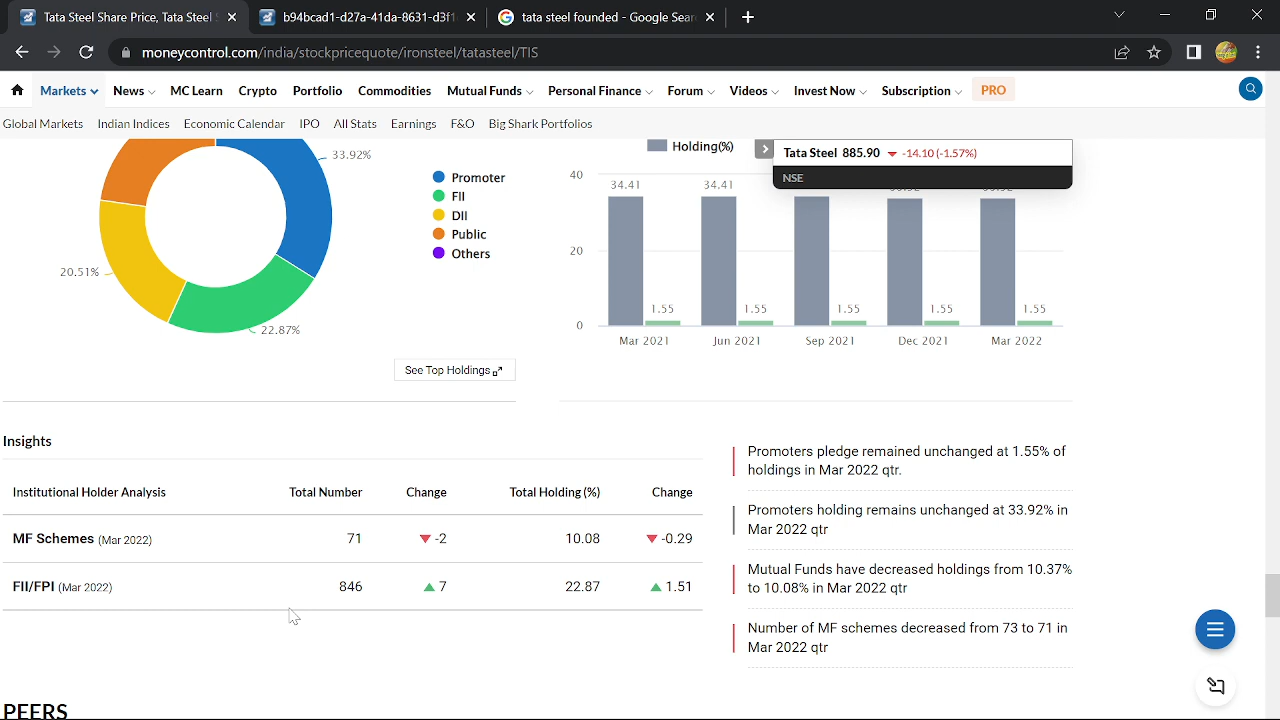 Tata Steel Share Price, Tata Steel S
b94bcad1-d27a-41da-8631-d3f1
tata steel founded - Google Sear
moneycontrol.com/india/stockpricequote/ironsteel/tatasteel/TIS
Markets News MC Learn Crypto Portfolio Commodities Mutual Funds Personal Finance Forum Videos Invest Now Subscription PRO
Global Markets Indian Indices Economic Calendar IPO All Stats Earnings F&O Big Shark Portfolios
33.92%
20.51%
22.87%
Promoter
FII
DII
Public
Others
See Top Holdings
Holding(%)
Tata Steel 885.90 -14.10 (-1.57%)
NSE
40
20
0
34.41 34.41
1.55 1.55 1.55 1.55 1.55
Mar 2021 Jun 2021 Sep 2021 Dec 2021 Mar 2022
Insights
Institutional Holder Analysis Total Number Change Total Holding (%) Change
MF Schemes (Mar 2022) 71 -2 10.08 -0.29
FII/FPI (Mar 2022) 846 7 22.87 1.51
Promoters pledge remained unchanged at 1.55% of
holdings in Mar 2022 qtr.
Promoters holding remains unchanged at 33.92% in
Mar 2022 qtr
Mutual Funds have decreased holdings from 10.37%
to 10.08% in Mar 2022 qtr
Number of MF schemes decreased from 73 to 71 in
Mar 2022 qtr
PEERS